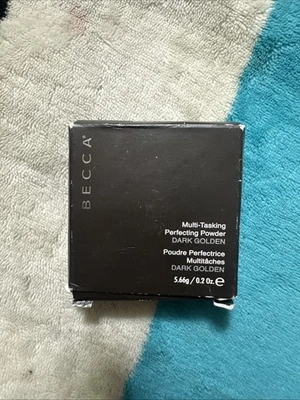 BECCA®
Multi-Tasking
Perfecting Powder
DARK GOLDEN
Poudre Perfectrice
Multitâches
DARK GOLDEN
5.66g / 0.2 Oz. ℮